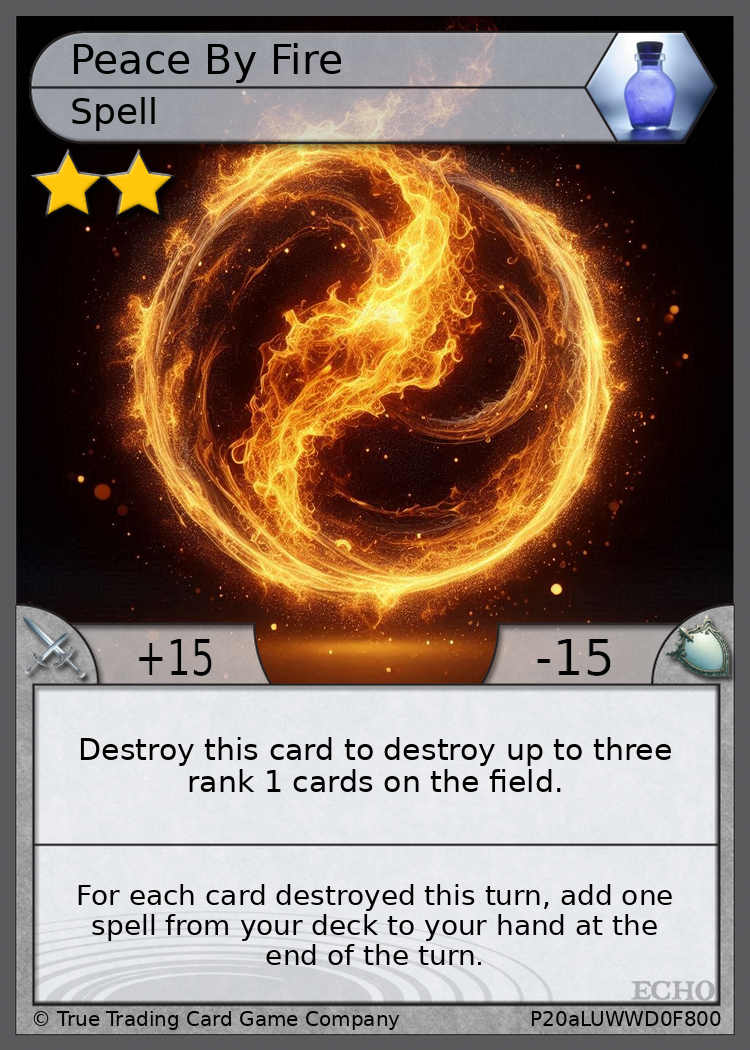 Peace By Fire
Spell
+15
-15
Destroy this card to destroy up to three
rank 1 cards on the field.
For each card destroyed this turn, add one
spell from your deck to your hand at the
end of the turn.
ECHO
© True Trading Card Game Company
P20aLUWWD0F800